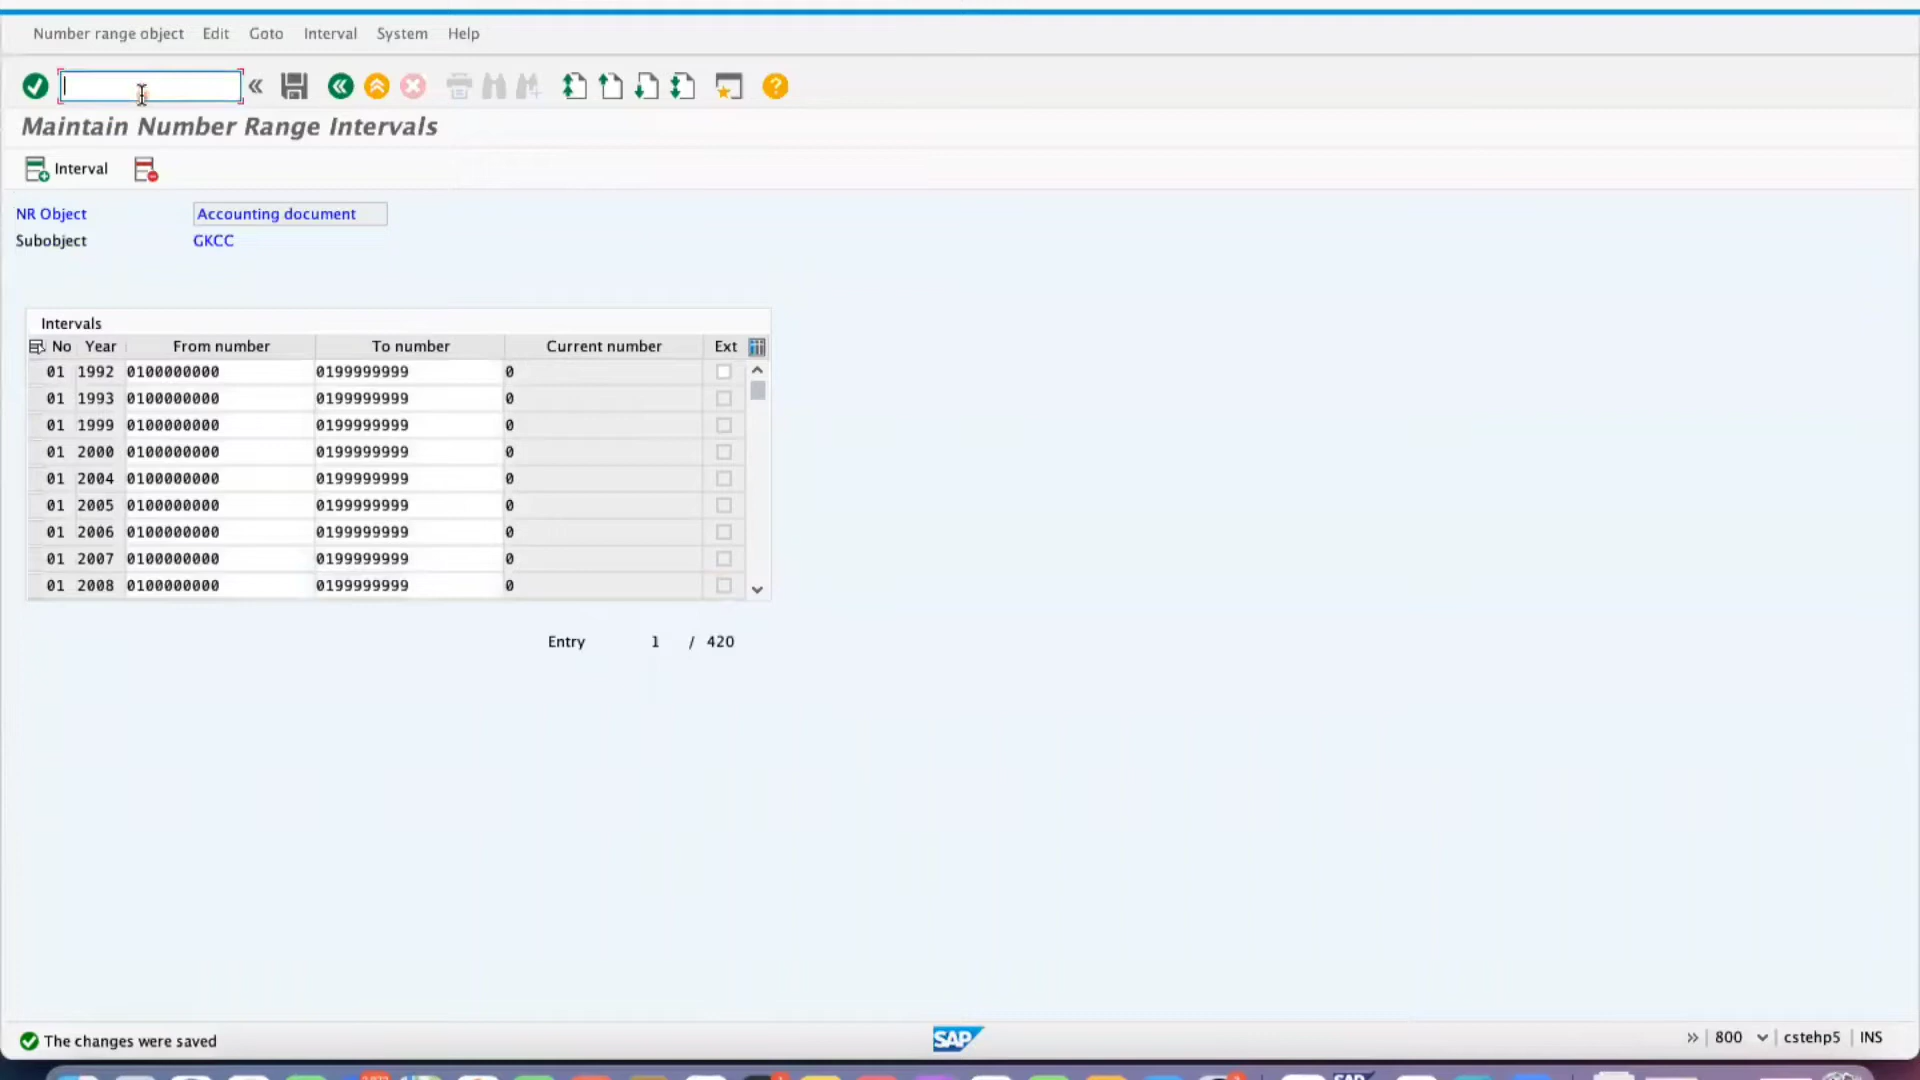 Number range object Edit Goto Interval System Help
Maintain Number Range Intervals
Interval
NR Object Accounting document
Subobject GKCC
Intervals
No Year From number To number Current number Ext
01 1992 0100000000 0199999999 0
01 1993 0100000000 0199999999 0
01 1999 0100000000 0199999999 0
01 2000 0100000000 0199999999 0
01 2004 0100000000 0199999999 0
01 2005 0100000000 0199999999 0
01 2006 0100000000 0199999999 0
01 2007 0100000000 0199999999 0
01 2008 0100000000 0199999999 0
Entry 1 / 420
The changes were saved
SAP
800 cstehp5 INS